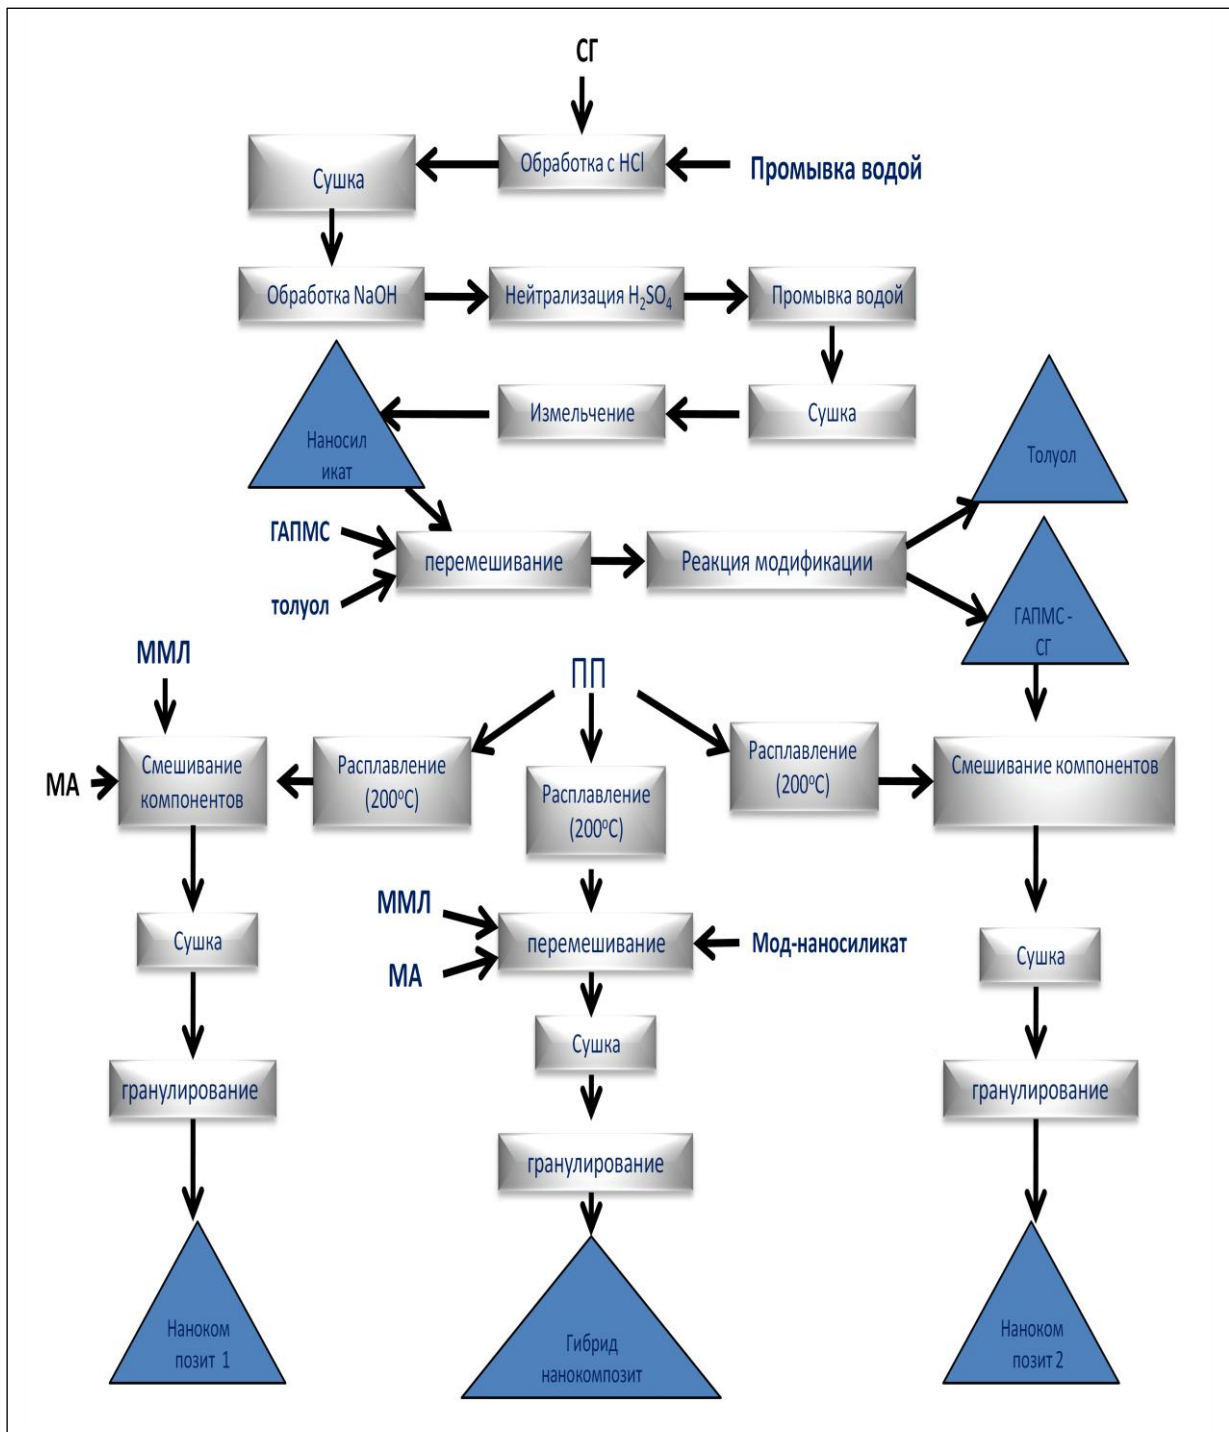 СГ
Обработка с HCl
Промывка водой
Сушка
Обработка NaOH
Нейтрализация H₂SO₄
Промывка водой
Измельчение
Сушка
Наносил
икат
Толуол
ГАПМС
перемешивание
Реакция модификации
толуол
ГАПМС -
СГ
ММЛ
ПП
Смешивание
компонентов
МА
Расплавление
(200°С)
Расплавление
(200°С)
Расплавление
(200°С)
Смешивание компонентов
ММЛ
МА
перемешивание
Мод-наносиликат
Сушка
Сушка
Сушка
гранулирование
гранулирование
гранулирование
Наноком
позит 1
Гибрид
нанокомпозит
Наноком
позит 2